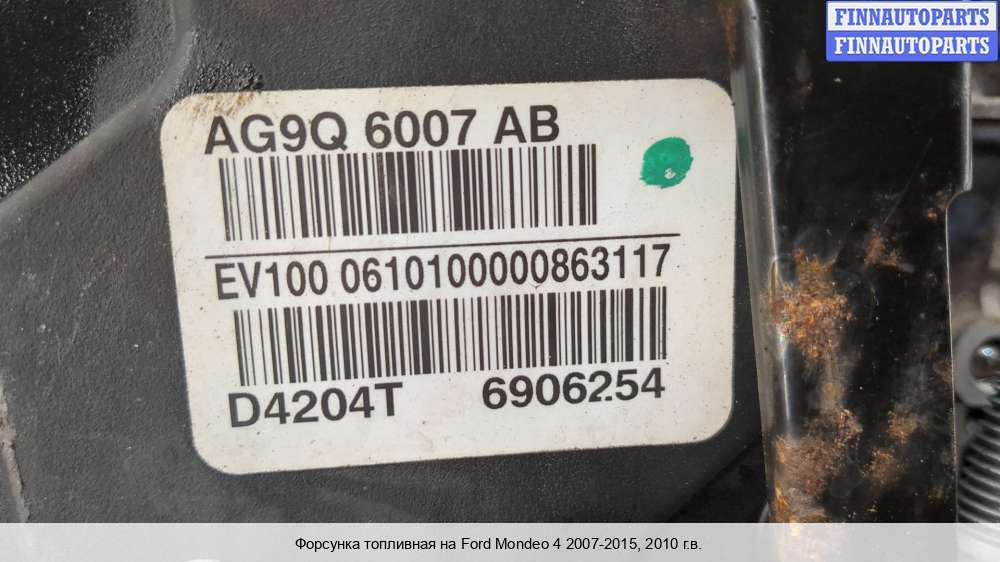 FINNAUTOPARTS
FINNAUTOPARTS
AG9Q 6007 AB
EV100 0610100000863117
D4204T 6906254
Форсунка топливная на Ford Mondeo 4 2007-2015, 2010 г.в.